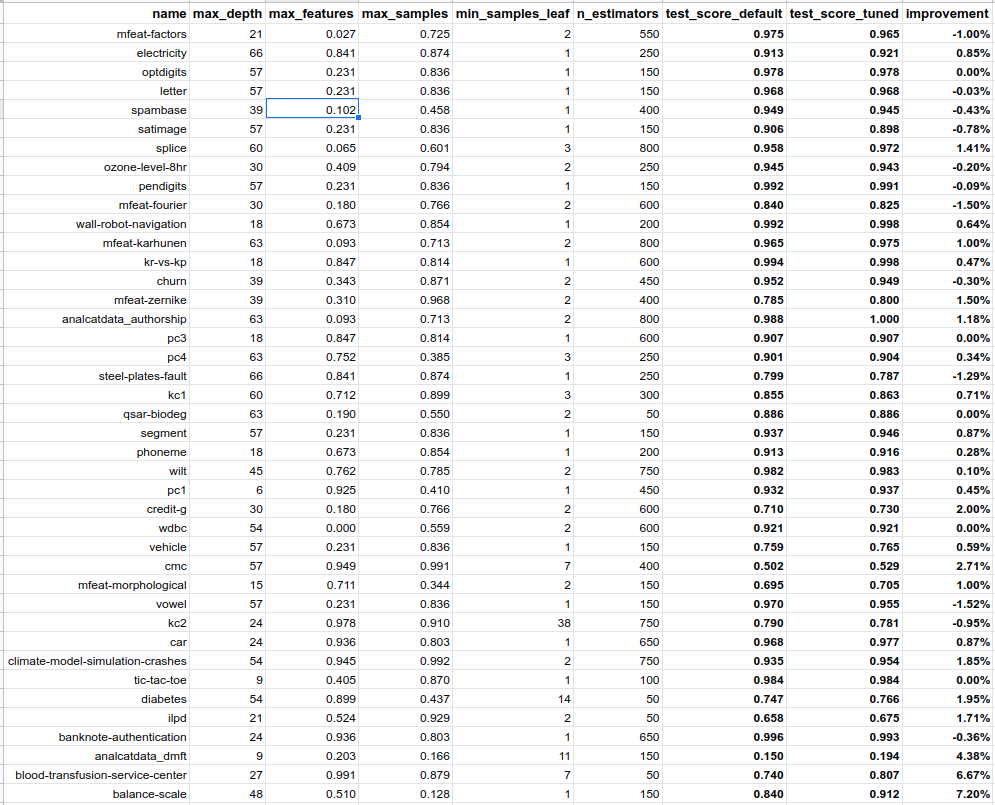 name max_depth max_features max_samples min_samples_leaf n_estimators test_score_default test_score_tuned improvement
mfeat-factors 21 0.027 0.725 2 550 0.975 0.965 -1.00%
electricity 66 0.841 0.874 1 250 0.913 0.921 0.85%
optdigits 57 0.231 0.836 1 150 0.978 0.978 0.00%
letter 57 0.231 0.836 1 150 0.968 0.968 -0.03%
spambase 39 0.102 0.458 1 400 0.949 0.945 -0.43%
satimage 57 0.231 0.836 1 150 0.906 0.898 -0.78%
splice 60 0.065 0.601 3 800 0.958 0.972 1.41%
ozone-level-8hr 30 0.409 0.794 2 250 0.945 0.943 -0.20%
pendigits 57 0.231 0.836 1 150 0.992 0.991 -0.09%
mfeat-fourier 30 0.180 0.766 2 600 0.840 0.825 -1.50%
wall-robot-navigation 18 0.673 0.854 1 200 0.992 0.998 0.64%
mfeat-karhunen 63 0.093 0.713 2 800 0.965 0.975 1.00%
kr-vs-kp 18 0.847 0.814 1 600 0.994 0.998 0.47%
churn 39 0.343 0.871 2 450 0.952 0.949 -0.30%
mfeat-zernike 39 0.310 0.968 2 400 0.785 0.800 1.50%
analcatdata_authorship 63 0.093 0.713 2 800 0.988 1.000 1.18%
pc3 18 0.847 0.814 1 600 0.907 0.907 0.00%
pc4 63 0.752 0.385 3 250 0.901 0.904 0.34%
steel-plates-fault 66 0.841 0.874 1 250 0.799 0.787 -1.29%
kc1 60 0.712 0.899 3 300 0.855 0.863 0.71%
qsar-biodeg 63 0.190 0.550 2 50 0.886 0.886 0.00%
segment 57 0.231 0.836 1 150 0.937 0.946 0.87%
phoneme 18 0.673 0.854 1 200 0.913 0.916 0.28%
wilt 45 0.762 0.785 2 750 0.982 0.983 0.10%
pc1 6 0.925 0.410 1 450 0.932 0.937 0.45%
credit-g 30 0.180 0.766 2 600 0.710 0.730 2.00%
wdbc 54 0.000 0.559 2 600 0.921 0.921 0.00%
vehicle 57 0.231 0.836 1 150 0.759 0.765 0.59%
cmc 57 0.949 0.991 7 400 0.502 0.529 2.71%
mfeat-morphological 15 0.711 0.344 2 150 0.695 0.705 1.00%
vowel 57 0.231 0.836 1 150 0.970 0.955 -1.52%
kc2 24 0.978 0.910 38 750 0.790 0.781 -0.95%
car 24 0.936 0.803 1 650 0.968 0.977 0.87%
climate-model-simulation-crashes 54 0.945 0.992 2 750 0.935 0.954 1.85%
tic-tac-toe 9 0.405 0.870 1 100 0.984 0.984 0.00%
diabetes 54 0.899 0.437 14 50 0.747 0.766 1.95%
ilpd 21 0.524 0.929 2 50 0.658 0.675 1.71%
banknote-authentication 24 0.936 0.803 1 650 0.996 0.993 -0.36%
analcatdata_dmft 9 0.203 0.166 11 150 0.150 0.194 4.38%
blood-transfusion-service-center 27 0.991 0.879 7 50 0.740 0.807 6.67%
balance-scale 48 0.510 0.128 1 150 0.840 0.912 7.20%